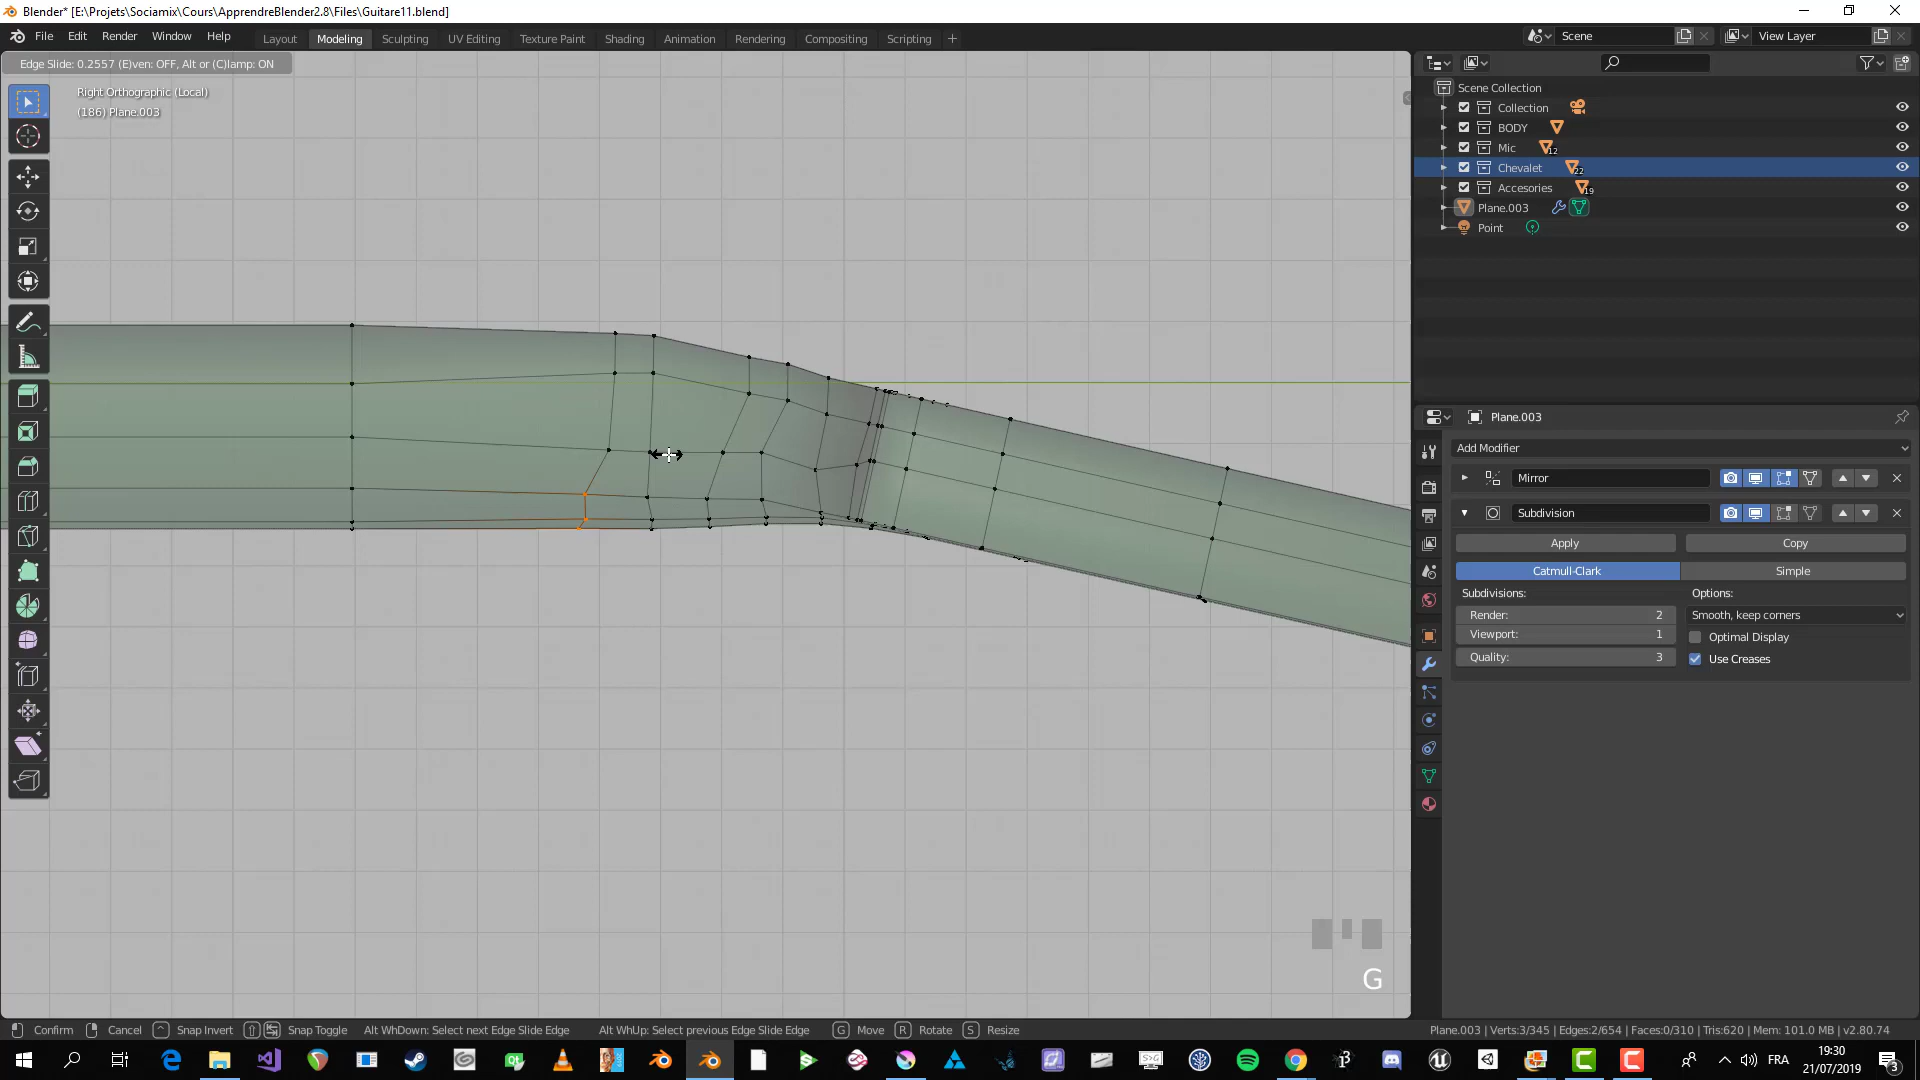 Blender* [E:\Projets\Sociamix\Cours\ApprendreBlender2.8\Files\Guitare11.blend]
File Edit Render Window Help
Layout Modeling Sculpting UV Editing Texture Paint Shading Animation Rendering Compositing Scripting
Scene
View Layer
Edge Slide: 0.2557 (E)ven: OFF, Alt or (C)lamp: ON
Right Orthographic (Local)
(186) Plane.003
Scene Collection
Collection
BODY
Mic
12
Chevalet
22
Accesories
19
Plane.003
Point
Plane.003
Add Modifier
Mirror
Subdivision
Apply
Copy
Catmull-Clark
Simple
Subdivisions:
Options:
Render: 2
Smooth, keep corners
Viewport: 1
Optimal Display
Quality: 3
Use Creases
G
Confirm Cancel Snap Invert Snap Toggle Alt WhDown: Select next Edge Slide Edge Alt WhUp: Select previous Edge Slide Edge G Move R Rotate S Resize
Plane.003 | Verts:3/345 | Edges:2/654 | Faces:0/310 | Tris:620 | Mem: 101.0 MB | v2.80.74
FRA
19:30
21/07/2019
3